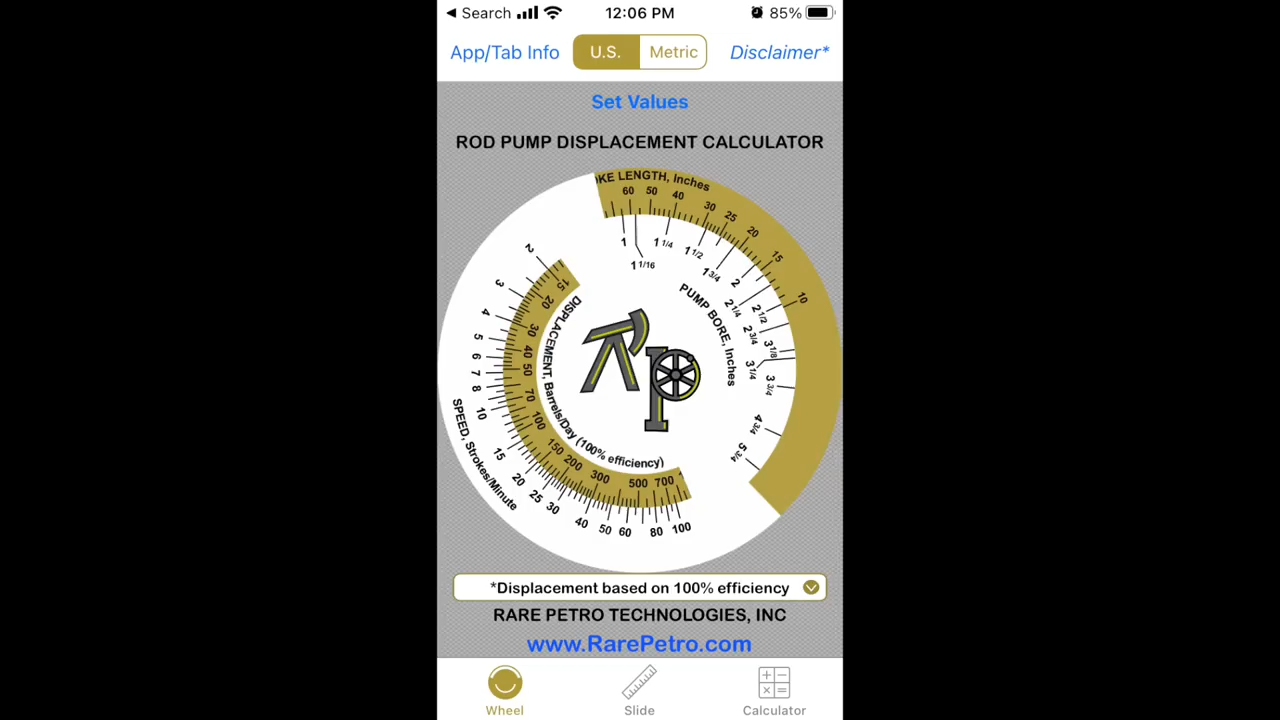 Search
12:06 PM
85%
App/Tab Info
U.S.
Metric
Disclaimer*
Set Values
ROD PUMP DISPLACEMENT CALCULATOR
LENGTH, Inches
60 50 40 30 25 20 15 10
1 1 1/16 1 1/4 1 1/2 1 3/4 2 2 1/4 2 1/2 2 3/4 3 1/8 3 1/4 3 3/4 4 3/4 5 3/4
PUMP BORE, Inches
15 20 30 40 50 70 100 150 200 300 500 700
DISPLACEMENT, Barrels/Day (100% efficiency)
2 3 4 5 6 7 8 10 15 20 25 30 40 50 60 80 100
SPEED, Strokes/Minute
*Displacement based on 100% efficiency
RARE PETRO TECHNOLOGIES, INC
www.RarePetro.com
Wheel
Slide
Calculator